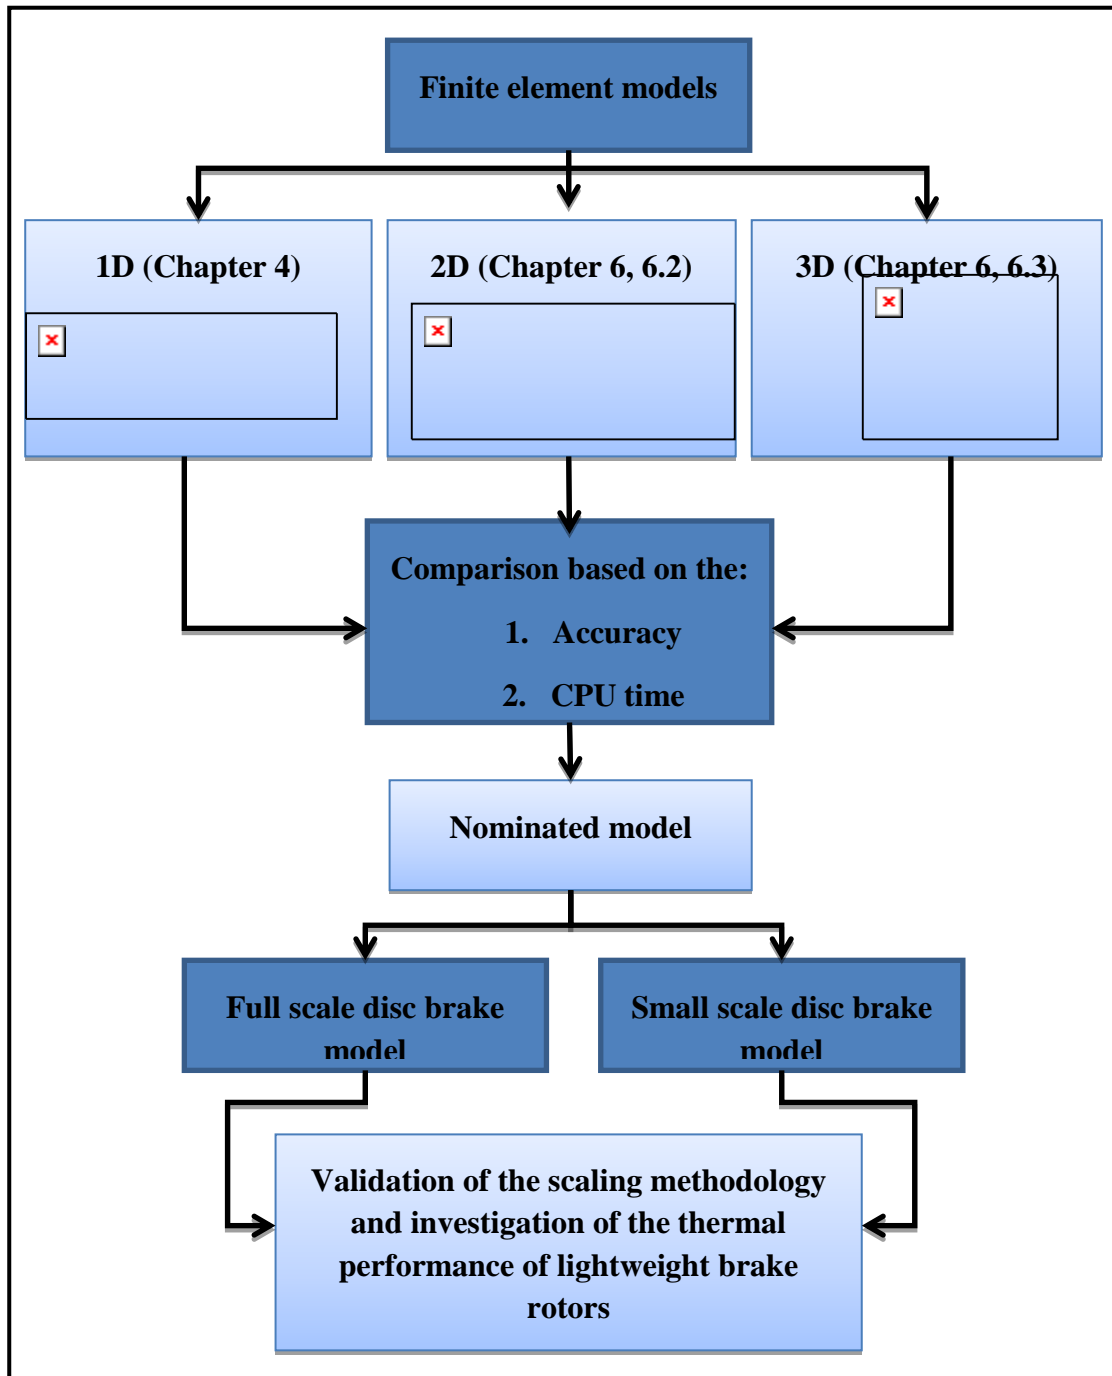 Finite element models
1D (Chapter 4)
2D (Chapter 6, 6.2)
3D (Chapter 6, 6.3)
Comparison based on the:
1. Accuracy
2. CPU time
Nominated model
Full scale disc brake
model
Small scale disc brake
model
Validation of the scaling methodology
and investigation of the thermal
performance of lightweight brake
rotors